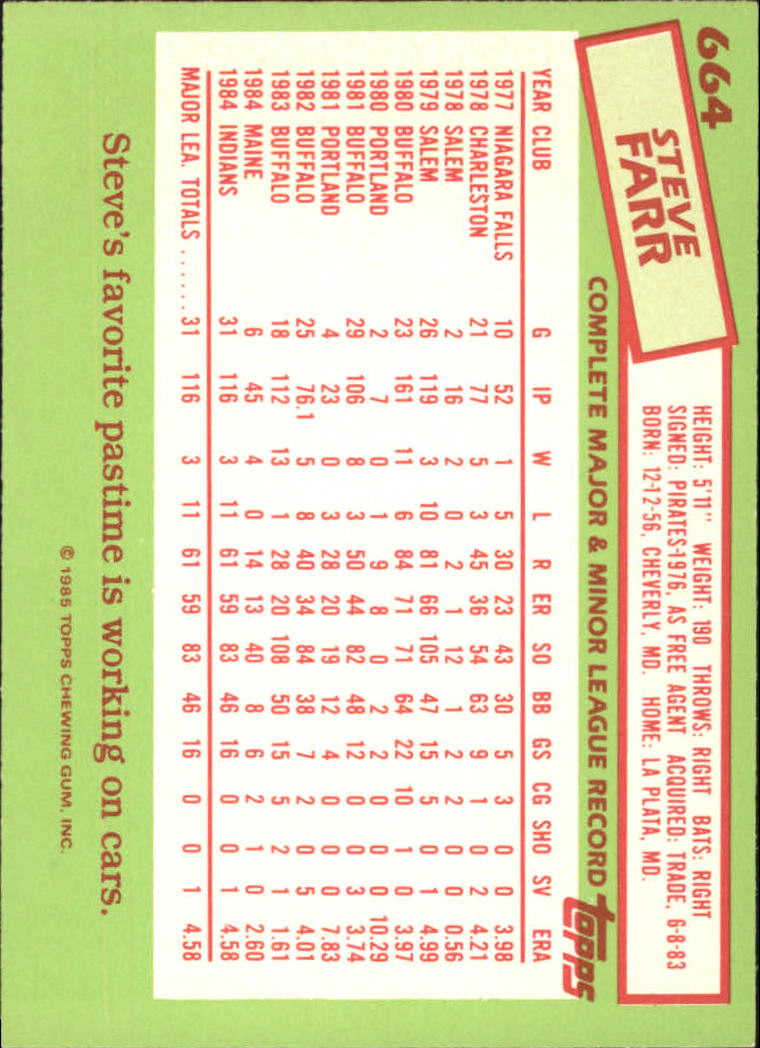 664
STEVE
FARR
HEIGHT: 5'11" WEIGHT: 190 THROWS: RIGHT BATS: RIGHT
SIGNED: PIRATES-1976, AS FREE AGENT ACQUIRED: TRADE, 6-8-83
BORN: 12-12-56, CHEVERLY, MD. HOME: LA PLATA, MD.
COMPLETE MAJOR & MINOR LEAGUE RECORD topps
YEAR CLUB G IP W L R ER SO BB GS CG SHO SV ERA
1977 NIAGARA FALLS 10 52 1 5 30 23 43 30 5 3 0 0 3.98
1978 CHARLESTON 21 77 5 3 45 36 54 63 9 1 0 2 4.21
1978 SALEM 2 16 2 0 2 1 12 1 2 2 0 0 0.56
1979 SALEM 26 119 3 10 81 66 105 47 15 5 0 1 4.99
1980 BUFFALO 23 161 11 6 84 71 71 64 22 10 1 0 3.97
1980 PORTLAND 2 7 0 1 9 8 0 2 2 0 0 0 10.29
1981 BUFFALO 29 106 8 3 50 44 82 48 12 0 0 3 3.74
1981 PORTLAND 4 23 0 3 28 20 19 12 4 0 0 0 7.83
1982 BUFFALO 25 76.1 5 8 40 34 84 38 7 2 0 5 4.01
1983 BUFFALO 18 112 13 1 28 20 108 50 15 5 2 1 1.61
1984 MAINE 6 45 4 0 14 13 40 8 6 2 1 0 2.60
1984 INDIANS 31 116 3 11 61 59 83 46 16 0 0 1 4.58
MAJOR LEA. TOTALS ...... 31 116 3 11 61 59 83 46 16 0 0 1 4.58
Steve's favorite pastime is working on cars.
© 1985 TOPPS CHEWING GUM, INC.